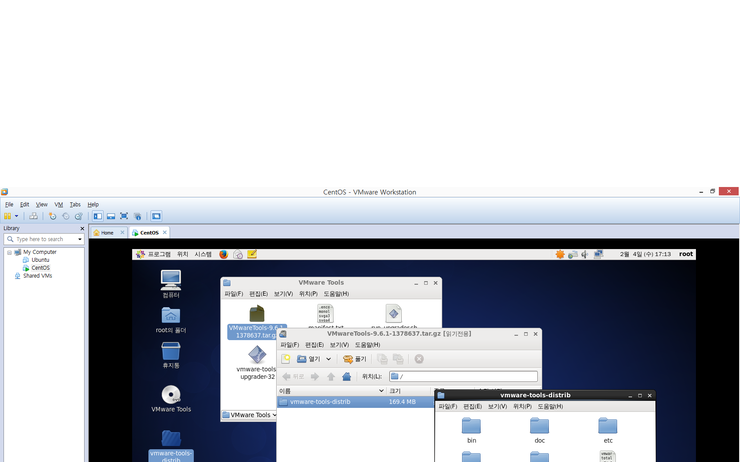 CentOS - VMware Workstation
File Edit View VM Tabs Help
Library
Type here to search
Home CentOS
My Computer
Ubuntu
CentOS
Shared VMs
프로그램 위치 시스템
2월 4일 (수) 17:13 root
컴퓨터
root의 폴더
휴지통
VMware Tools
vmware-tools-
distrib
VMware Tools
파일(F) 편집(E) 보기(V) 위치(P) 도움말(H)
VMwareTools-9.6.1-
1378637.tar.gz
manifest.txt
run_upgrader.sh
vmware-tools-
upgrader-32
VMware Tools
VMwareTools-9.6.1-1378637.tar.gz [읽기전용]
파일(F) 편집(E) 보기(V) 도움말(H)
열기 풀기
뒤로 위치(L): /
이름 크기
vmware-tools-distrib 169.4 MB
vmware-tools-distrib
파일(F) 편집(E) 보기(V) 위치(P) 도움말(H)
bin doc etc